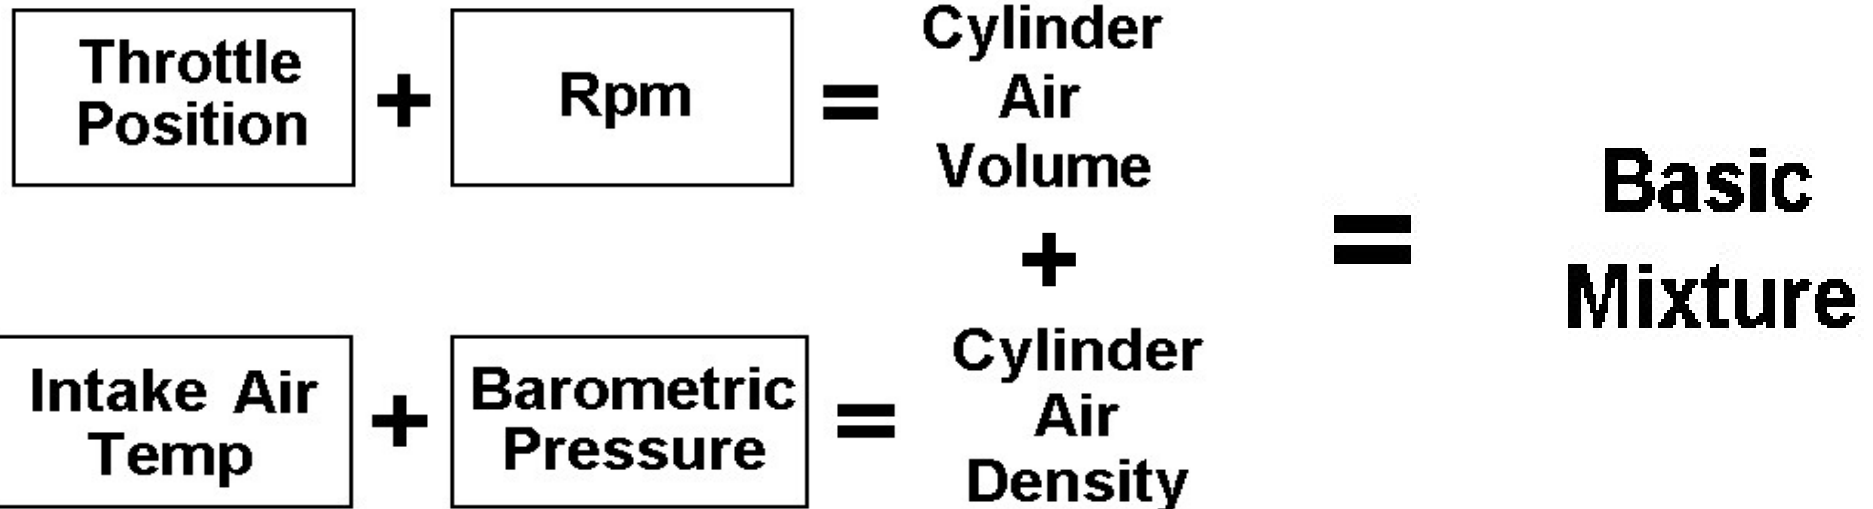 Throttle
Position
+
Rpm
=
Cylinder
Air
Volume
+
Intake Air
Temp
+
Barometric
Pressure
=
Cylinder
Air
Density
=
Basic
Mixture